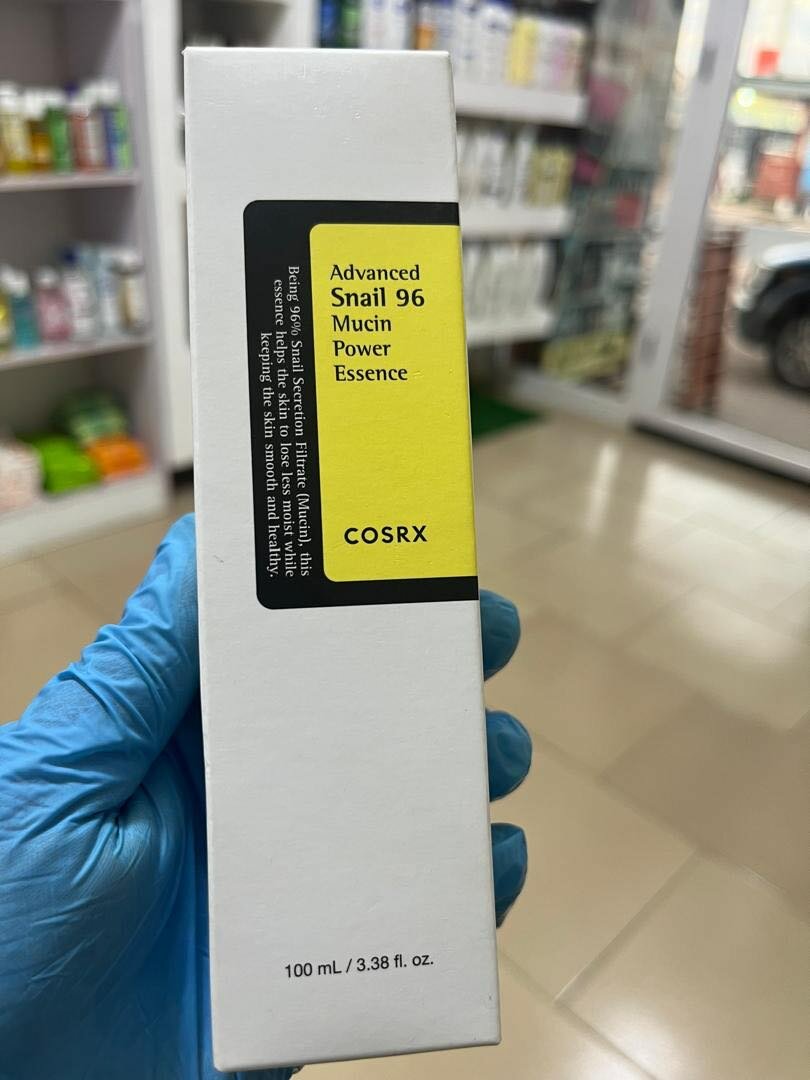 Advanced
Snail 96
Mucin
Power
Essence
COSRX
Being 96% Snail Secretion Filtrate (Mucin), this
essence helps the skin to lose less moist while
keeping the skin smooth and healthy.
100 mL / 3.38 fl. oz.